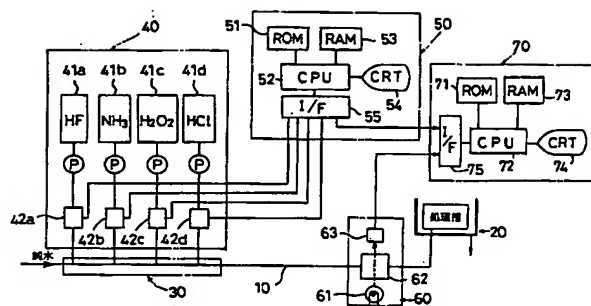 40
50
70
41a 41b 41c 41d
HF NH₃ H₂O₂ HCl
P P P P
42a 42b 42c 42d
51 ROM RAM 53
52 CPU CRT 54
I/F 55
71 ROM RAM 73
I/F CPU CRT
75 72 74
処理槽 20
63
62
61
60
純水
30
10